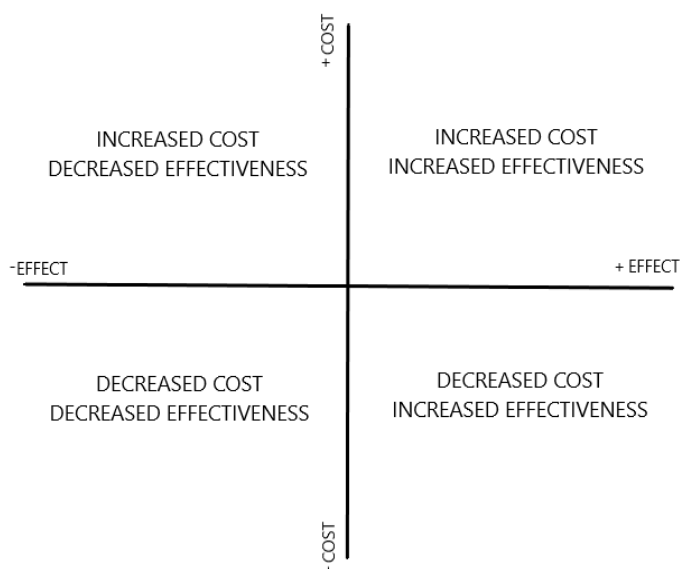 + COST
INCREASED COST
DECREASED EFFECTIVENESS
INCREASED COST
INCREASED EFFECTIVENESS
-EFFECT
+ EFFECT
DECREASED COST
DECREASED EFFECTIVENESS
DECREASED COST
INCREASED EFFECTIVENESS
- COST